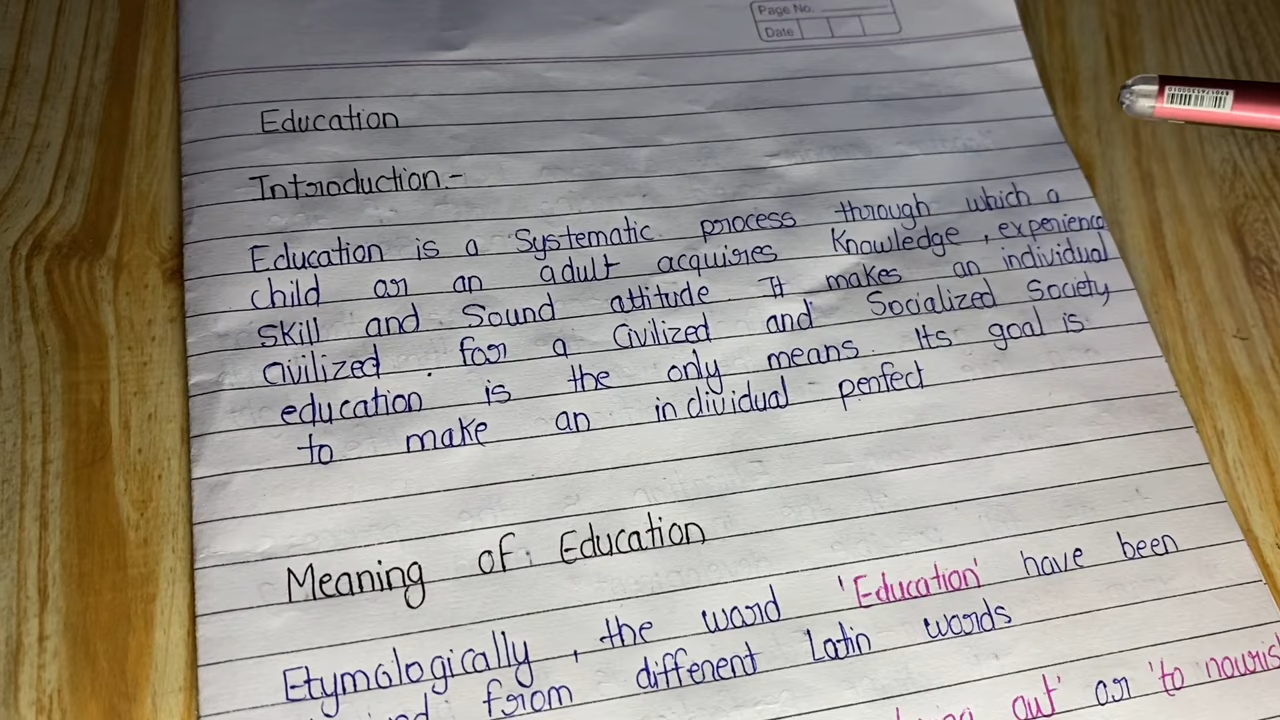 Page No.
Date
Education
Introduction:-
Education is a Systematic process through which a
child or an adult acquires Knowledge, experience
Skill and Sound attitude. It makes an individual
civilized. for a Civilized and Socialized Society
education is the only means. Its goal is
to make an individual perfect
Meaning of Education
Etymologically, the word 'Education' have been
from different Latin words
out' or 'to nouris